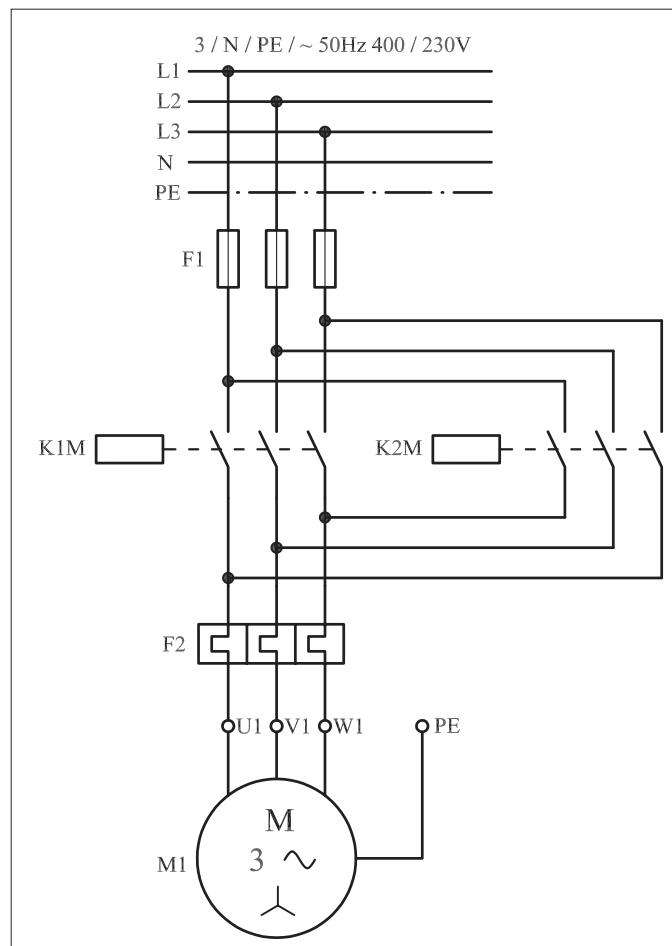 3 / N / PE / ~ 50Hz 400 / 230V
L1
L2
L3
N
PE
F1
K1M
K2M
F2
U1 V1 W1 PE
M
3 ~
M1